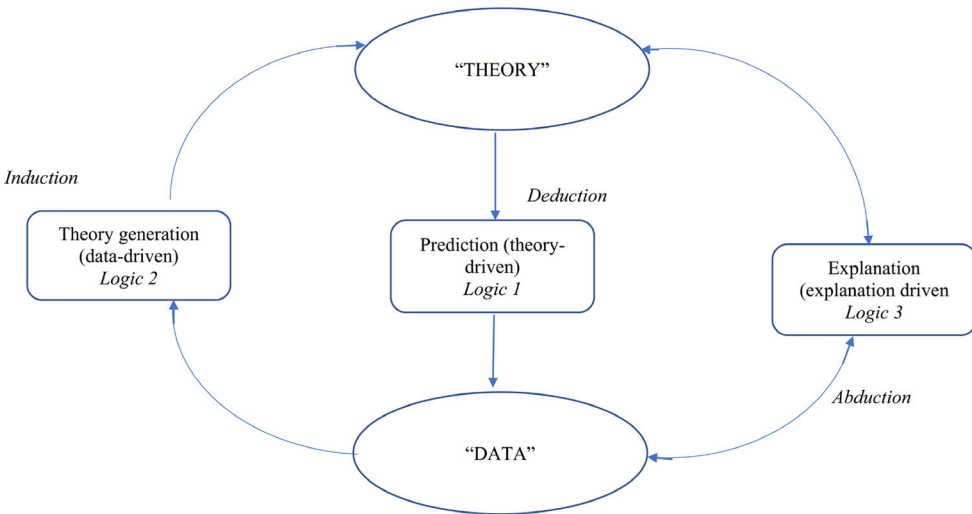 “THEORY”
Induction
Deduction
Theory generation
(data-driven)
Logic 2
Prediction (theory-
driven)
Logic 1
Explanation
(explanation driven
Logic 3
Abduction
“DATA”